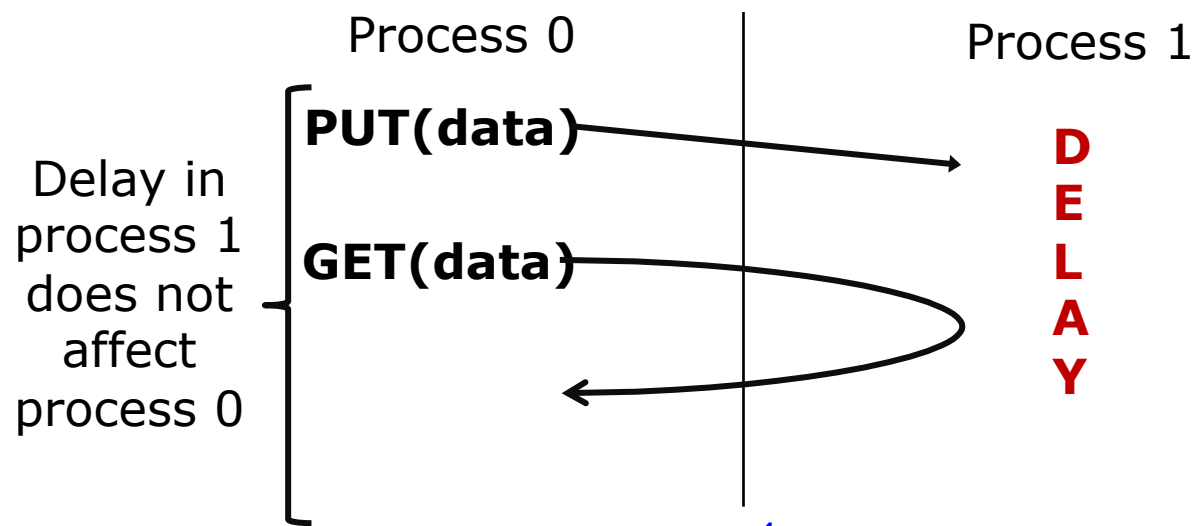 Process 0
Process 1
PUT(data)
GET(data)
Delay in
process 1
does not
affect
process 0
D
E
L
A
Y